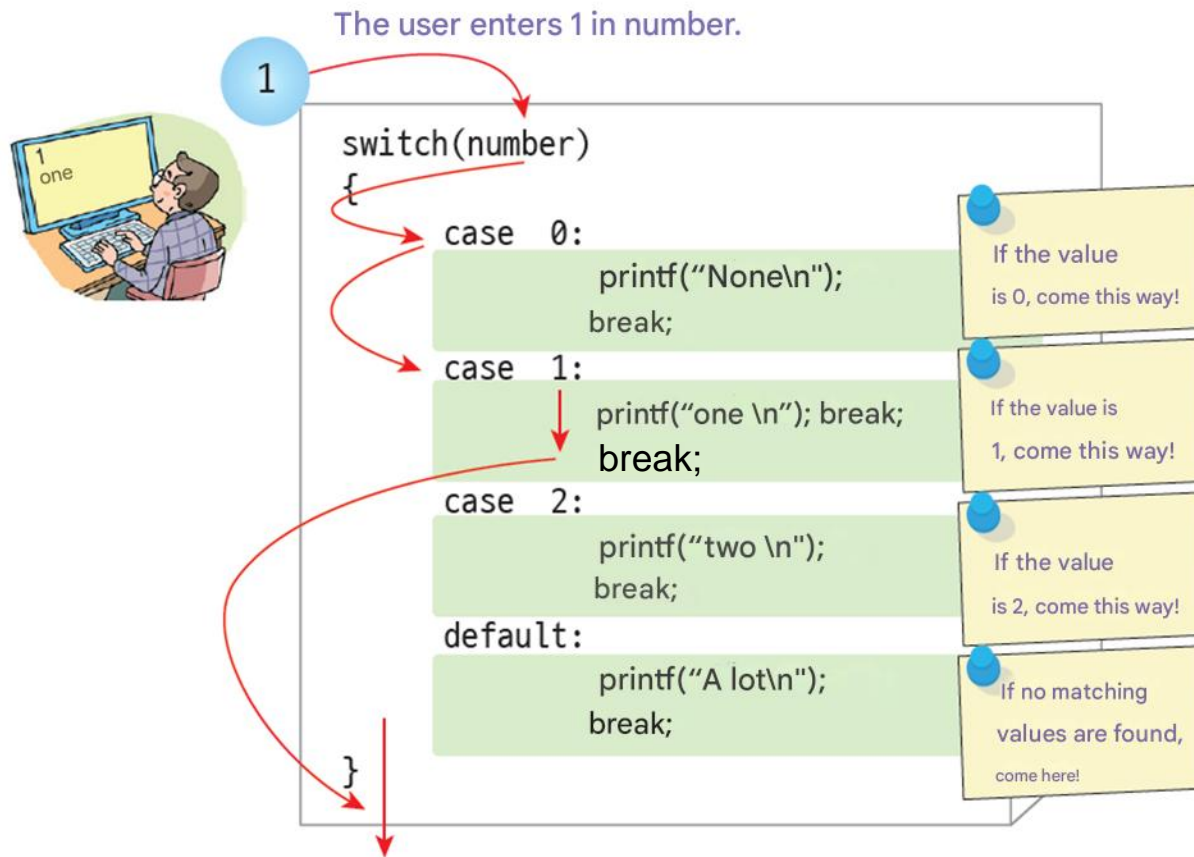 The user enters 1 in number.
1
1
one
switch(number)
{
case 0:
printf(“None\n");
break;
If the value
is 0, come this way!
case 1:
printf(“one \n”); break;
break;
If the value is
1, come this way!
case 2:
printf(“two \n");
break;
If the value
is 2, come this way!
default:
printf(“A lot\n");
break;
If no matching
values are found,
come here!
}